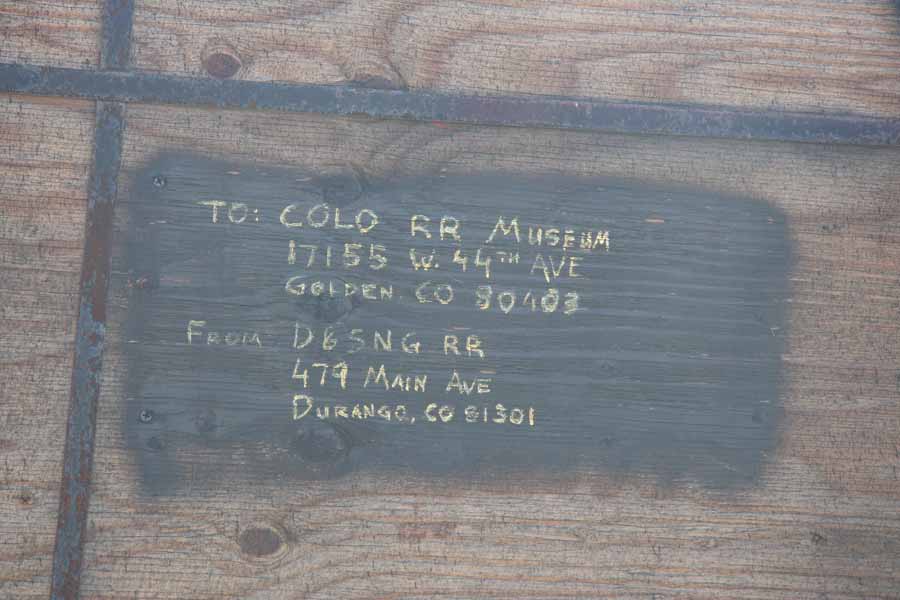 TO: COLO RR MUSEUM
17155 W. 44TH AVE
GOLDEN CO 80403
FROM D&SNG RR
479 MAIN AVE
DURANGO, CO 81301